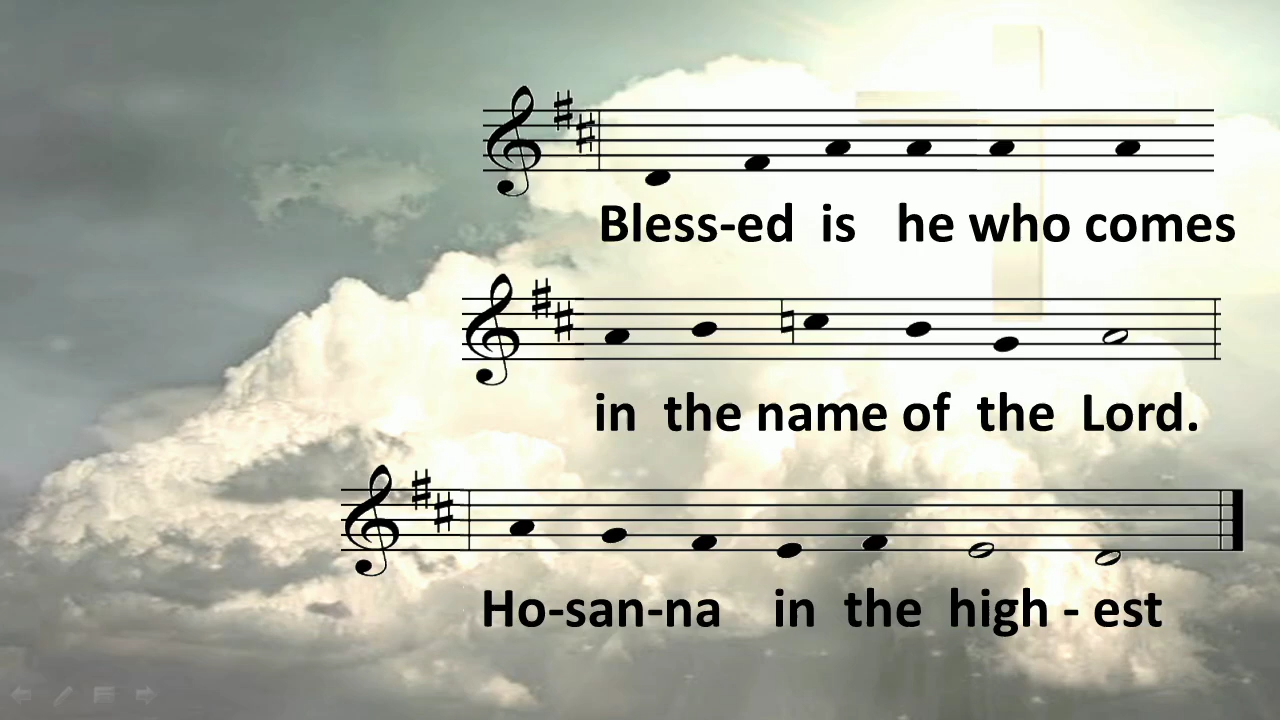 Bless-ed is he who comes
in the name of the Lord.
Ho-san-na in the high - est